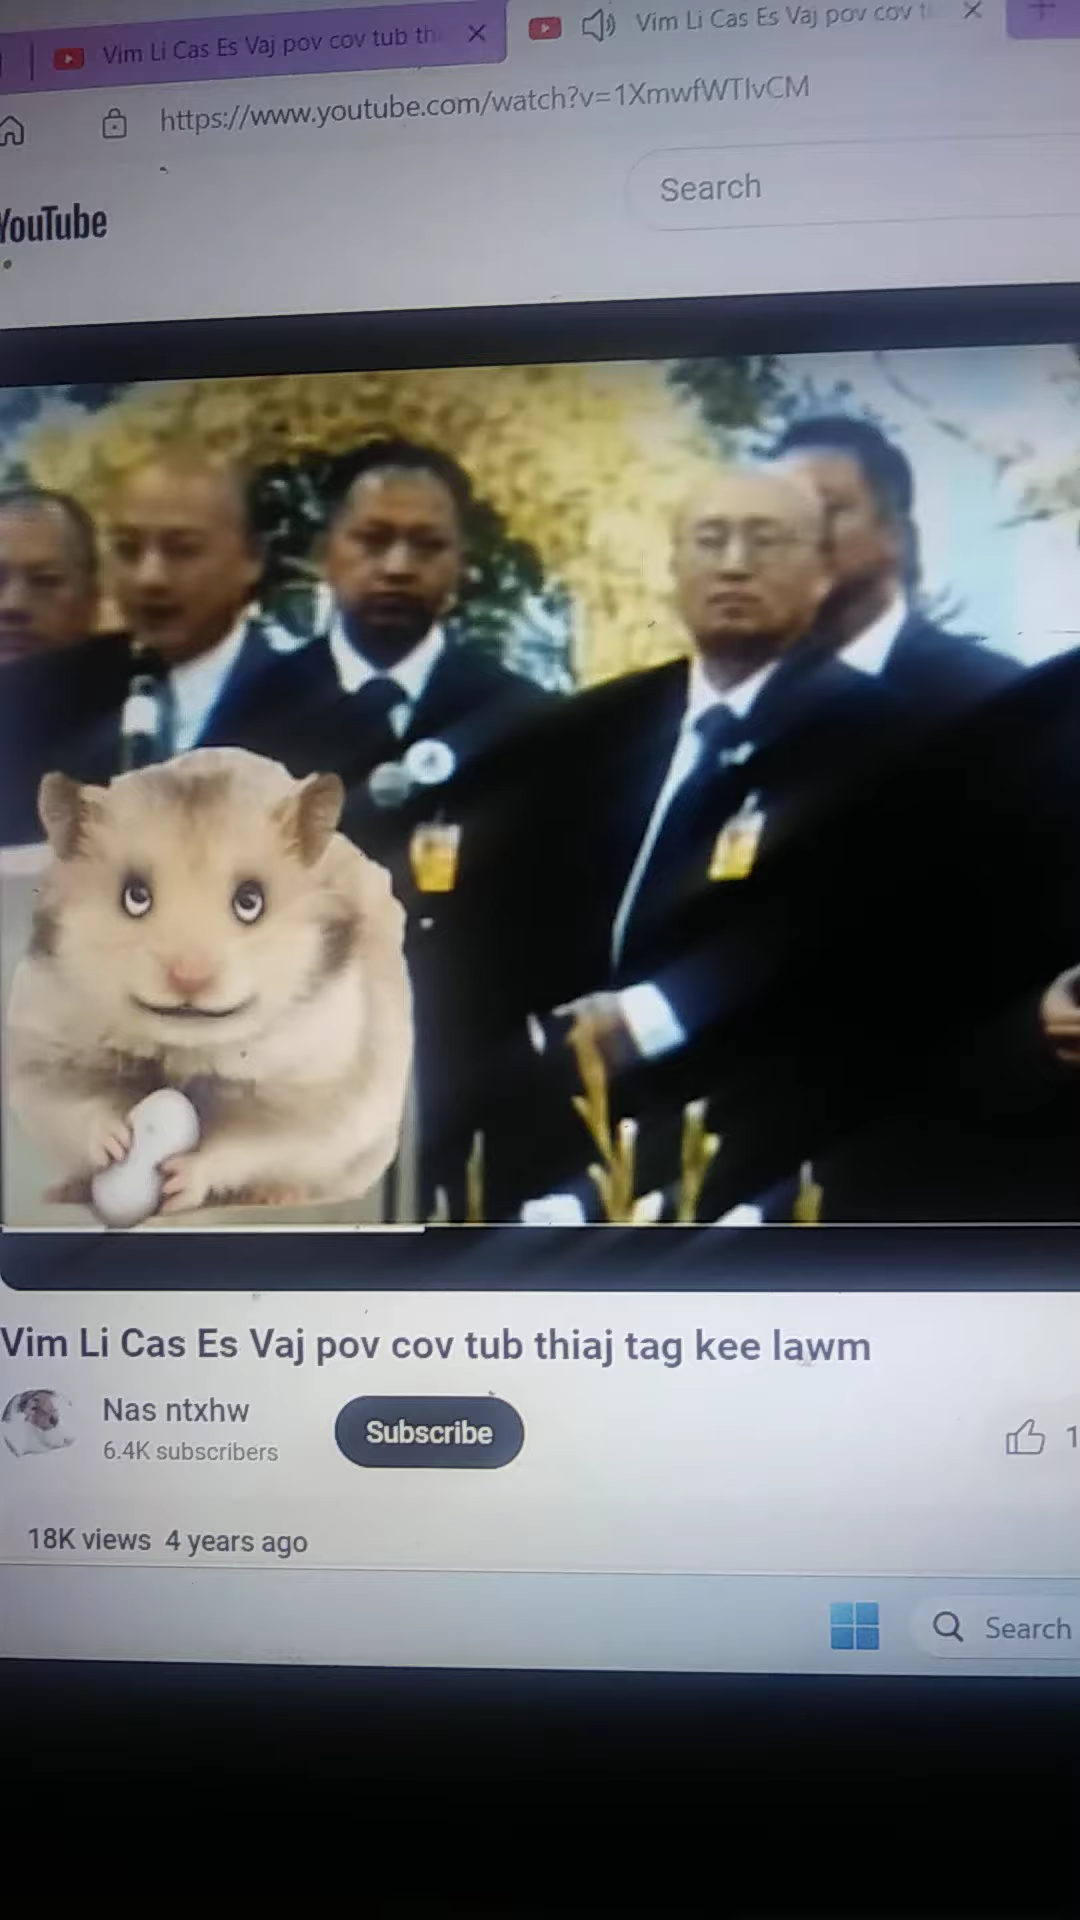 Vim Li Cas Es Vaj pov cov tub th
Vim Li Cas Es Vaj pov cov t
https://www.youtube.com/watch?v=1XmwfWTIvCM
Search
YouTube
Vim Li Cas Es Vaj pov cov tub thiaj tag kee lawm
Nas ntxhw
6.4K subscribers
Subscribe
1
18K views 4 years ago
Search